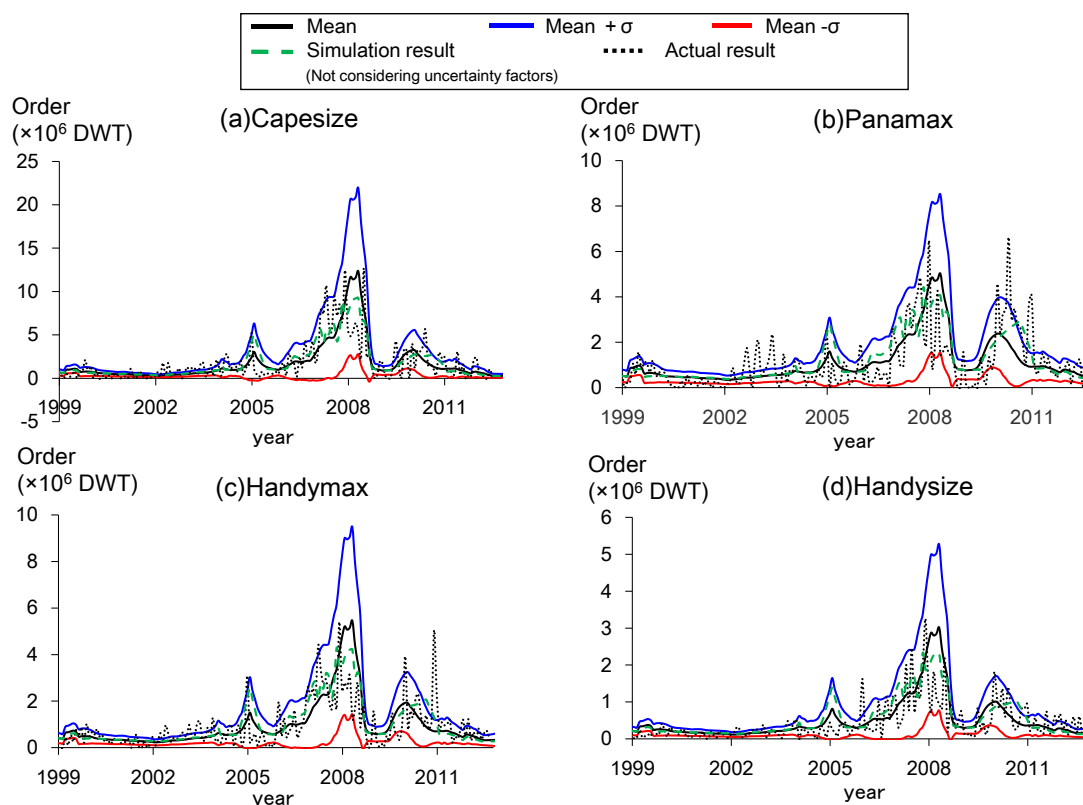 Mean
Mean + σ
Mean -σ
Simulation result
Actual result
(Not considering uncertainty factors)
Order
(×10⁶ DWT)
(a)Capesize
25
20
15
10
5
0
-5
1999
2002
2005
2008
2011
year
Order
(×10⁶ DWT)
(b)Panamax
10
8
6
4
2
0
1999
2002
2005
2008
2011
year
Order
(×10⁶ DWT)
(c)Handymax
10
8
6
4
2
0
1999
2002
2005
2008
2011
year
Order
(×10⁶ DWT)
(d)Handysize
6
5
4
3
2
1
0
1999
2002
2005
2008
2011
year